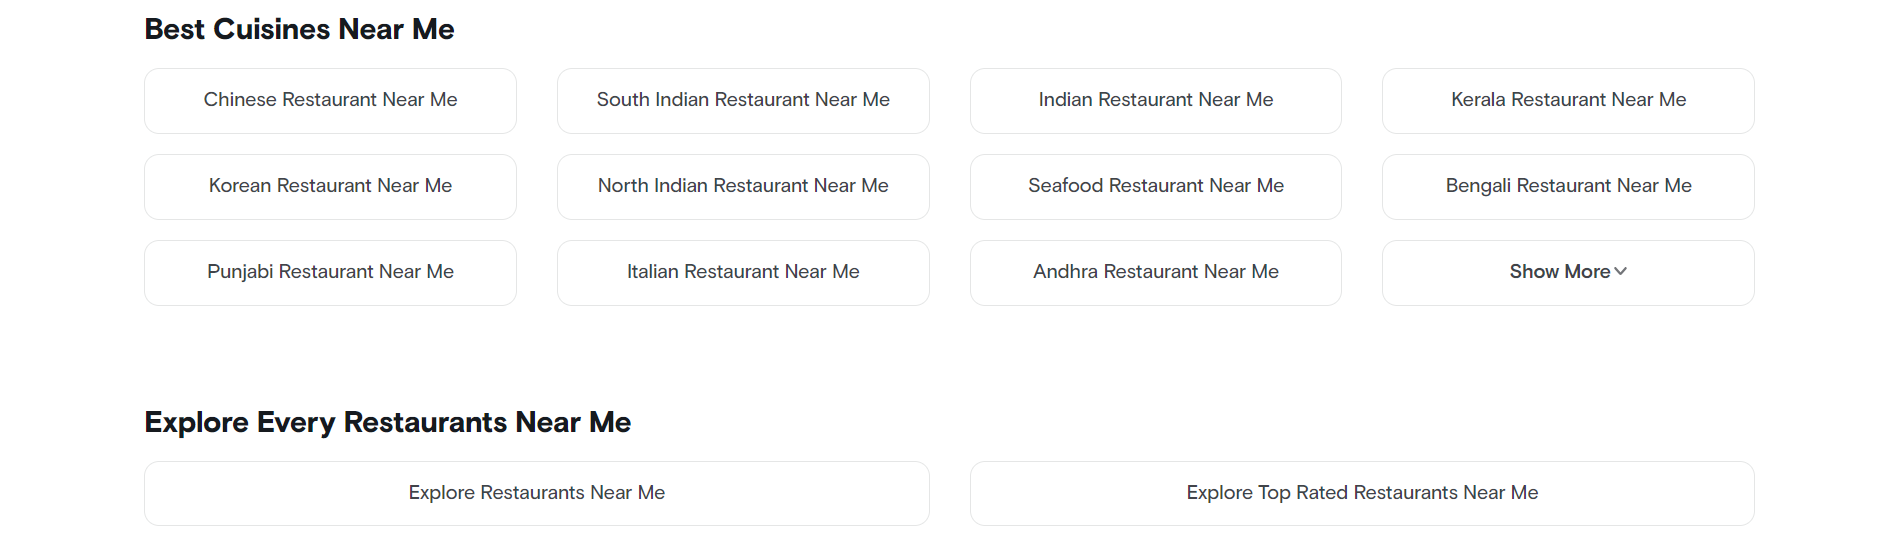 Best Cuisines Near Me
Chinese Restaurant Near Me
South Indian Restaurant Near Me
Indian Restaurant Near Me
Kerala Restaurant Near Me
Korean Restaurant Near Me
North Indian Restaurant Near Me
Seafood Restaurant Near Me
Bengali Restaurant Near Me
Punjabi Restaurant Near Me
Italian Restaurant Near Me
Andhra Restaurant Near Me
Show More
Explore Every Restaurants Near Me
Explore Restaurants Near Me
Explore Top Rated Restaurants Near Me